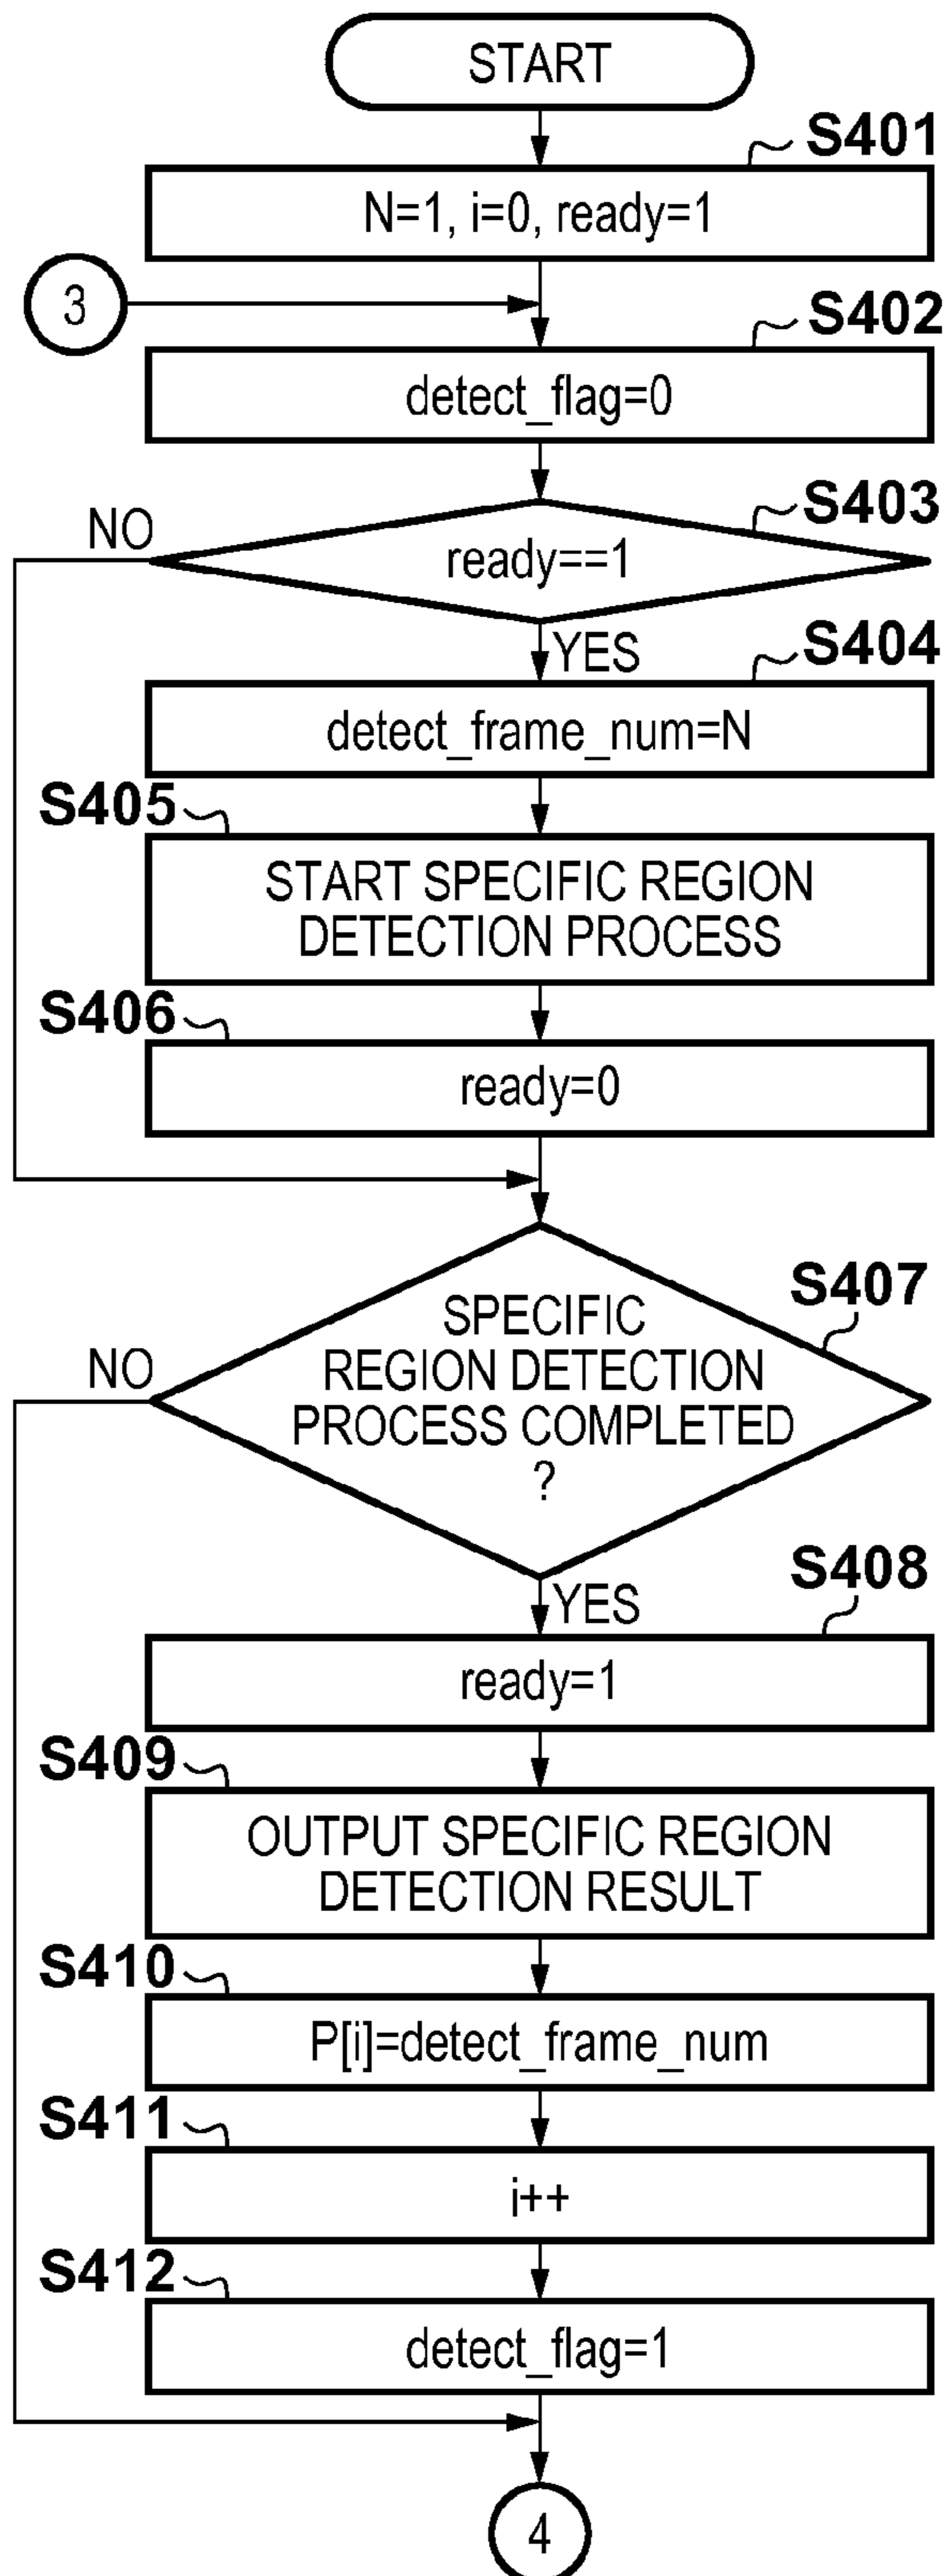 START
S401
N=1, i=0, ready=1
3
S402
detect_flag=0
S403
NO
ready==1
YES
S404
detect_frame_num=N
S405
START SPECIFIC REGION
DETECTION PROCESS
S406
ready=0
S407
SPECIFIC
REGION DETECTION
PROCESS COMPLETED
?
NO
YES
S408
ready=1
S409
OUTPUT SPECIFIC REGION
DETECTION RESULT
S410
P[i]=detect_frame_num
S411
i++
S412
detect_flag=1
4